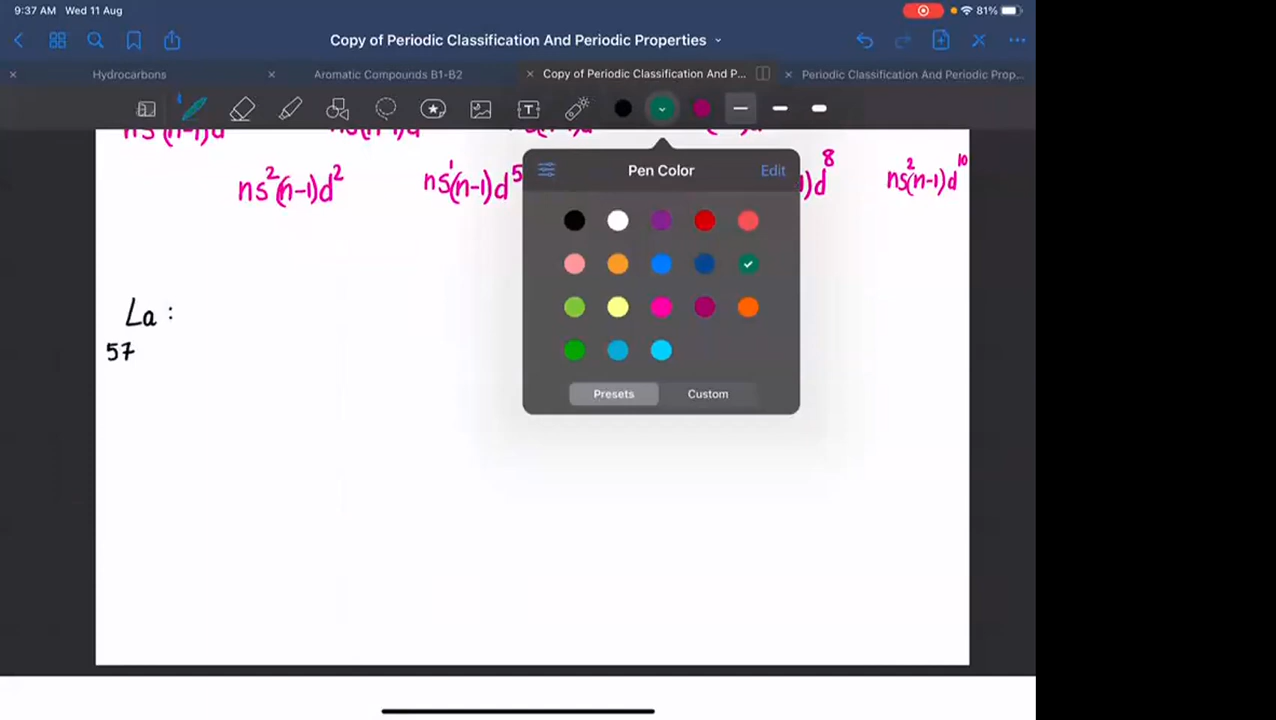 9:37 AM Wed 11 Aug 81%
Copy of Periodic Classification And Periodic Properties
Hydrocarbons Aromatic Compounds B1-B2 Copy of Periodic Classification And P... Periodic Classification And Periodic Prop...
T
Pen Color Edit
ns²(n-1)d² ns¹(n-1)d⁵ )d⁸ ns²(n-1)d¹⁰
La :
57
Presets Custom